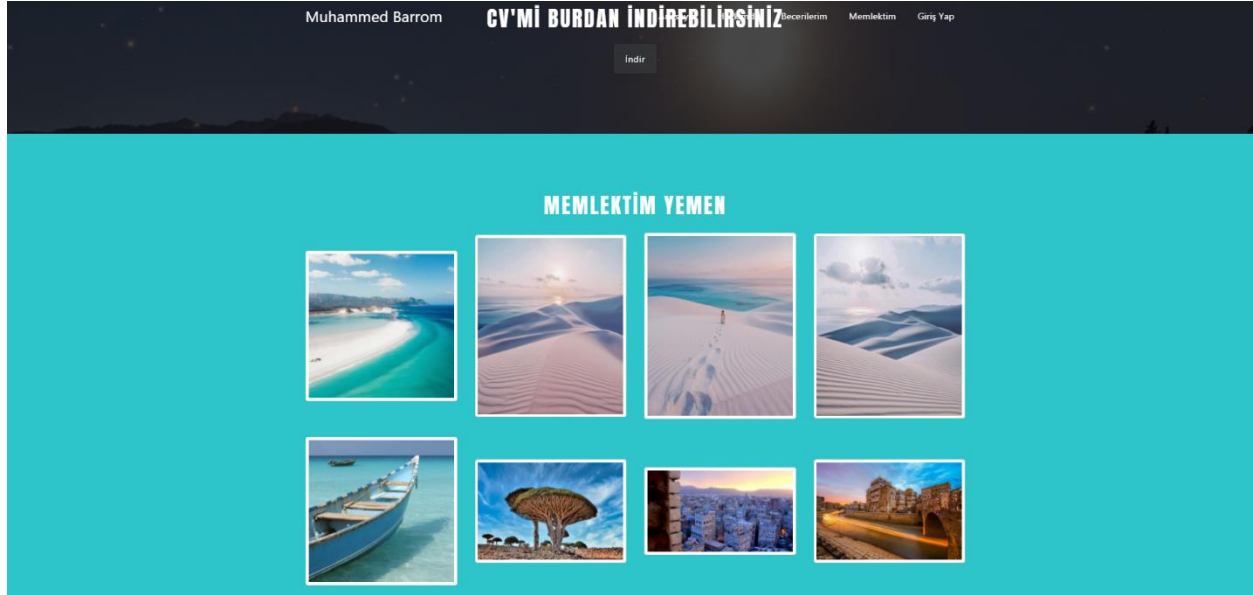 Muhammed Barrom
CV'Mİ BURDAN İNDİREBİLİRSİNİZ
Becerilerim Memlektim Giriş Yap
İndir
MEMLEKTİM YEMEN